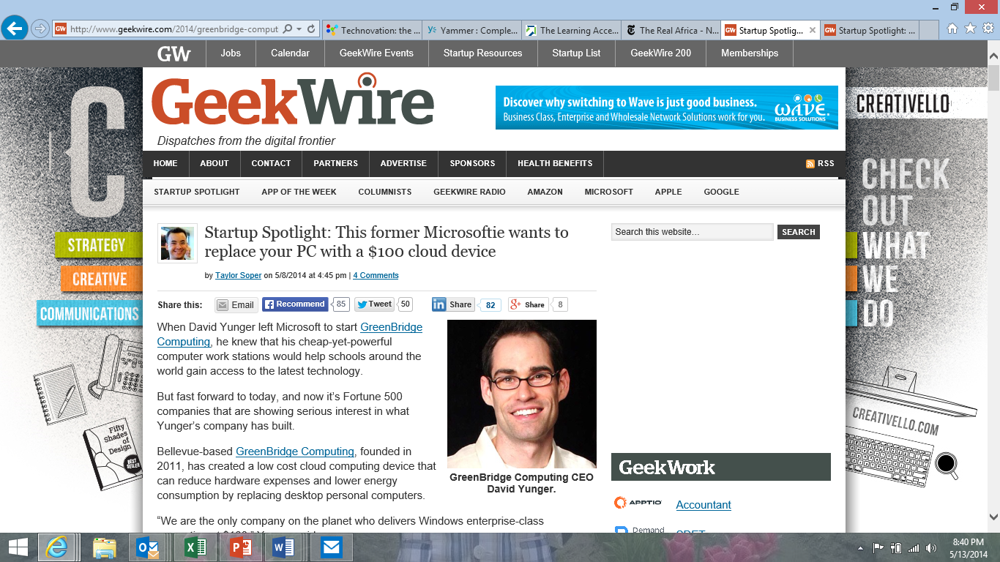 http://www.geekwire.com/2014/greenbridge-comput
Technovation: the ...
Yammer : Comple...
The Learning Acce...
The Real Africa - N...
Startup Spotlig...
Startup Spotlight: ...
GW
Jobs
Calendar
GeekWire Events
Startup Resources
Startup List
GeekWire 200
Memberships
GeekWire
Dispatches from the digital frontier
Discover why switching to Wave is just good business.
Business Class, Enterprise and Wholesale Network Solutions work for you.
WAVE
BUSINESS SOLUTIONS
HOME
ABOUT
CONTACT
PARTNERS
ADVERTISE
SPONSORS
HEALTH BENEFITS
RSS
STARTUP SPOTLIGHT
APP OF THE WEEK
COLUMNISTS
GEEKWIRE RADIO
AMAZON
MICROSOFT
APPLE
GOOGLE
C
STRATEGY
CREATIVE
COMMUNICATIONS
Fifty
Shades of
Design
BEST
SELLER
Startup Spotlight: This former Microsoftie wants to
replace your PC with a $100 cloud device
by Taylor Soper on 5/8/2014 at 4:45 pm | 4 Comments
Share this:
Email
Recommend
85
Tweet
50
Share
82
Share
8
When David Yunger left Microsoft to start GreenBridge
Computing, he knew that his cheap-yet-powerful
computer work stations would help schools around the
world gain access to the latest technology.
But fast forward to today, and now it's Fortune 500
companies that are showing serious interest in what
Yunger's company has built.
Bellevue-based GreenBridge Computing, founded in
2011, has created a low cost cloud computing device that
can reduce hardware expenses and lower energy
consumption by replacing desktop personal computers.
“We are the only company on the planet who delivers Windows enterprise-class
GreenBridge Computing CEO
David Yunger.
Search this website…
SEARCH
GeekWork
APPTIO
Accountant
Demand
CREATIVELLO
CHECK
OUT
WHAT
WE
DO
CREATIVELLO.COM
8:40 PM
5/13/2014